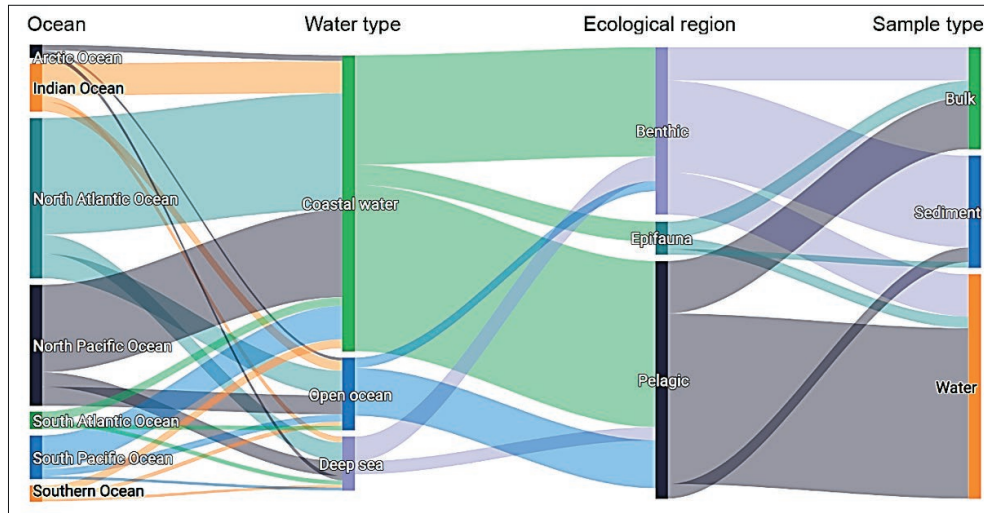 Ocean
Water type
Ecological region
Sample type
Arctic Ocean
Indian Ocean
North Atlantic Ocean
North Pacific Ocean
South Atlantic Ocean
South Pacific Ocean
Southern Ocean
Coastal water
Open ocean
Deep sea
Benthic
Epifauna
Pelagic
Bulk
Sediment
Water